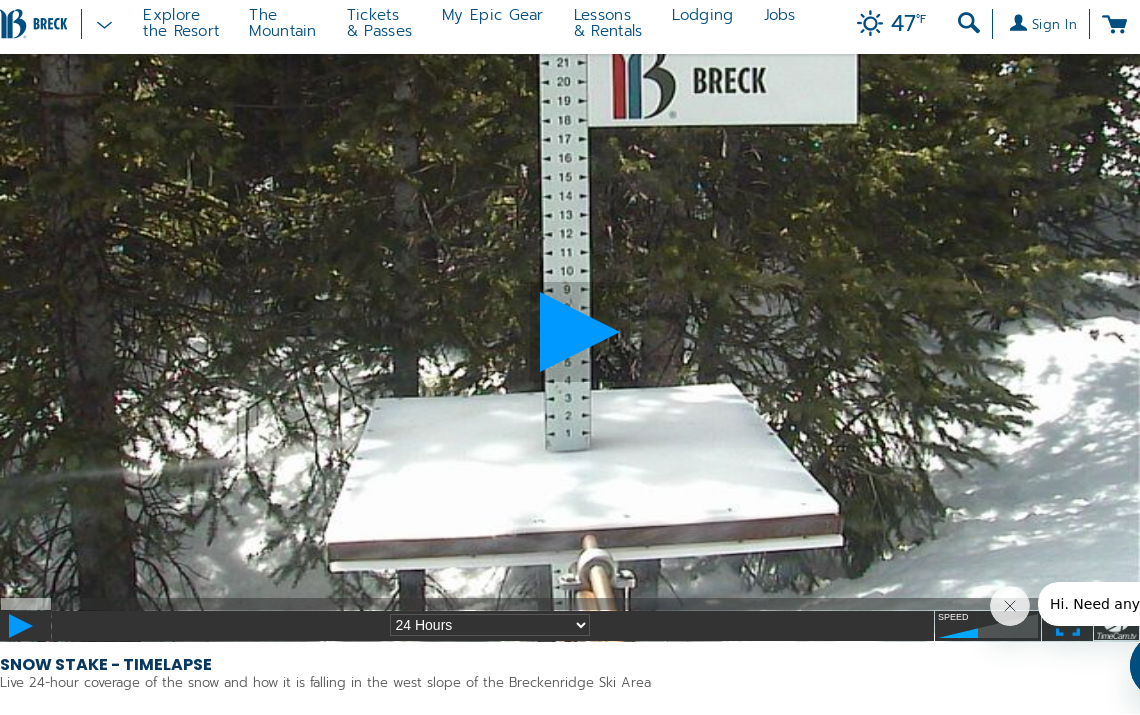 BRECK
Explore
the Resort
The
Mountain
Tickets
& Passes
My Epic Gear
Lessons
& Rentals
Lodging
Jobs
47°F
Sign In
BRECK
21
20
19
18
17
16
15
14
13
12
11
10
9
5
4
3
2
1
24 Hours
SPEED
Hi. Need any
TimeCam.tv
SNOW STAKE - TIMELAPSE
Live 24-hour coverage of the snow and how it is falling in the west slope of the Breckenridge Ski Area